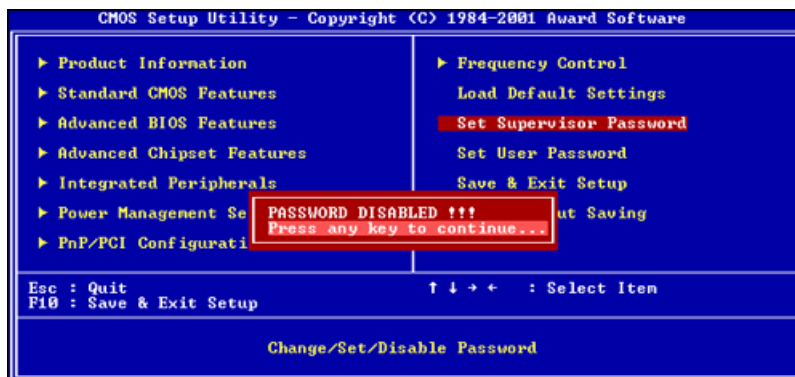 CMOS Setup Utility - Copyright (C) 1984-2001 Award Software
▶ Product Information
▶ Standard CMOS Features
▶ Advanced BIOS Features
▶ Advanced Chipset Features
▶ Integrated Peripherals
▶ Power Management Se
▶ PnP/PCI Configurati
▶ Frequency Control
Load Default Settings
Set Supervisor Password
Set User Password
Save & Exit Setup
ut Saving
PASSWORD DISABLED !!!
Press any key to continue...
Esc : Quit
F10 : Save & Exit Setup
↑ ↓ → ← : Select Item
Change/Set/Disable Password